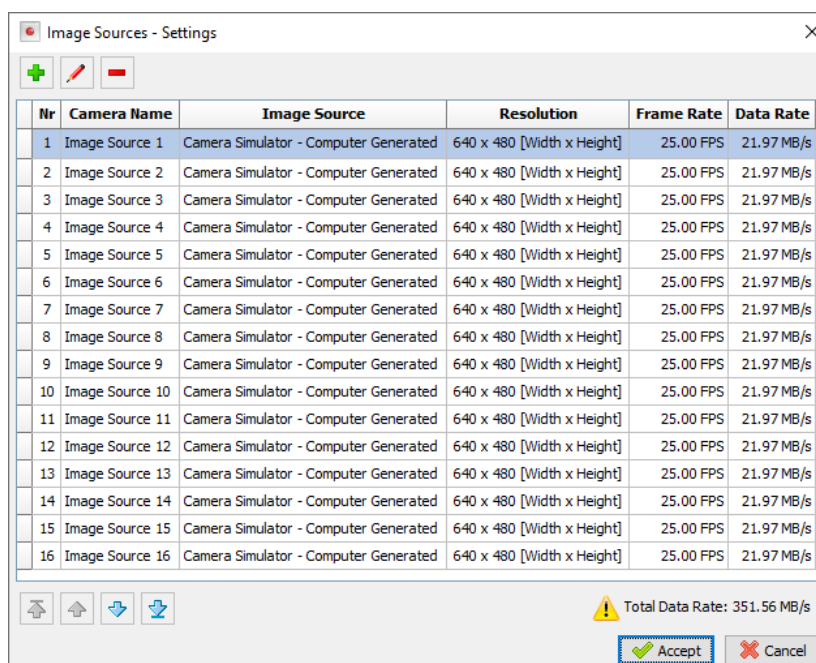 Image Sources - Settings
Nr Camera Name Image Source Resolution Frame Rate Data Rate
1 Image Source 1 Camera Simulator - Computer Generated 640 x 480 [Width x Height] 25.00 FPS 21.97 MB/s
2 Image Source 2 Camera Simulator - Computer Generated 640 x 480 [Width x Height] 25.00 FPS 21.97 MB/s
3 Image Source 3 Camera Simulator - Computer Generated 640 x 480 [Width x Height] 25.00 FPS 21.97 MB/s
4 Image Source 4 Camera Simulator - Computer Generated 640 x 480 [Width x Height] 25.00 FPS 21.97 MB/s
5 Image Source 5 Camera Simulator - Computer Generated 640 x 480 [Width x Height] 25.00 FPS 21.97 MB/s
6 Image Source 6 Camera Simulator - Computer Generated 640 x 480 [Width x Height] 25.00 FPS 21.97 MB/s
7 Image Source 7 Camera Simulator - Computer Generated 640 x 480 [Width x Height] 25.00 FPS 21.97 MB/s
8 Image Source 8 Camera Simulator - Computer Generated 640 x 480 [Width x Height] 25.00 FPS 21.97 MB/s
9 Image Source 9 Camera Simulator - Computer Generated 640 x 480 [Width x Height] 25.00 FPS 21.97 MB/s
10 Image Source 10 Camera Simulator - Computer Generated 640 x 480 [Width x Height] 25.00 FPS 21.97 MB/s
11 Image Source 11 Camera Simulator - Computer Generated 640 x 480 [Width x Height] 25.00 FPS 21.97 MB/s
12 Image Source 12 Camera Simulator - Computer Generated 640 x 480 [Width x Height] 25.00 FPS 21.97 MB/s
13 Image Source 13 Camera Simulator - Computer Generated 640 x 480 [Width x Height] 25.00 FPS 21.97 MB/s
14 Image Source 14 Camera Simulator - Computer Generated 640 x 480 [Width x Height] 25.00 FPS 21.97 MB/s
15 Image Source 15 Camera Simulator - Computer Generated 640 x 480 [Width x Height] 25.00 FPS 21.97 MB/s
16 Image Source 16 Camera Simulator - Computer Generated 640 x 480 [Width x Height] 25.00 FPS 21.97 MB/s
Total Data Rate: 351.56 MB/s
Accept Cancel